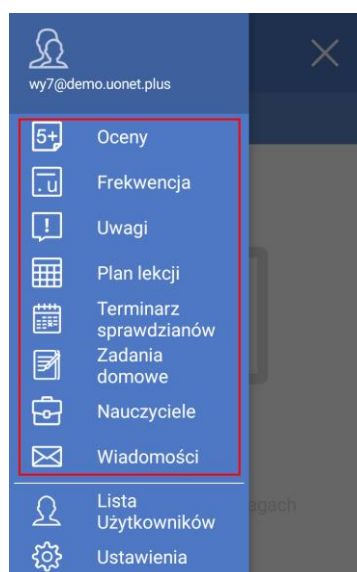 wy7@demo.uonet.plus
5+ Oceny
.u Frekwencja
! Uwagi
Plan lekcji
Terminarz
sprawdzianów
Zadania
domowe
Nauczyciele
Wiadomości
Lista
Użytkowników
agach
Ustawienia